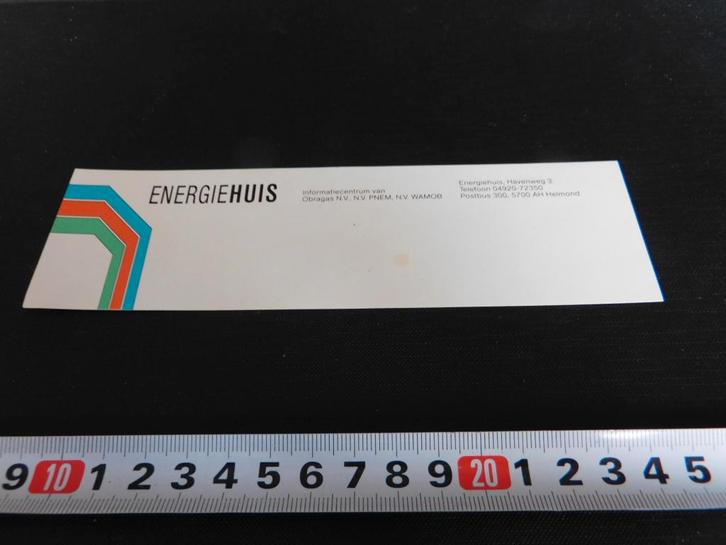 ENERGIEHUIS
Informatiecentrum van
Obragas N.V., N.V. PNEM, N.V. WAMOB
Energiehuis, Havenweg 3.
Telefoon 04920-72350
Postbus 300, 5700 AH Helmond
9 10 1 2 3 4 5 6 7 8 9 20 1 2 3 4 5